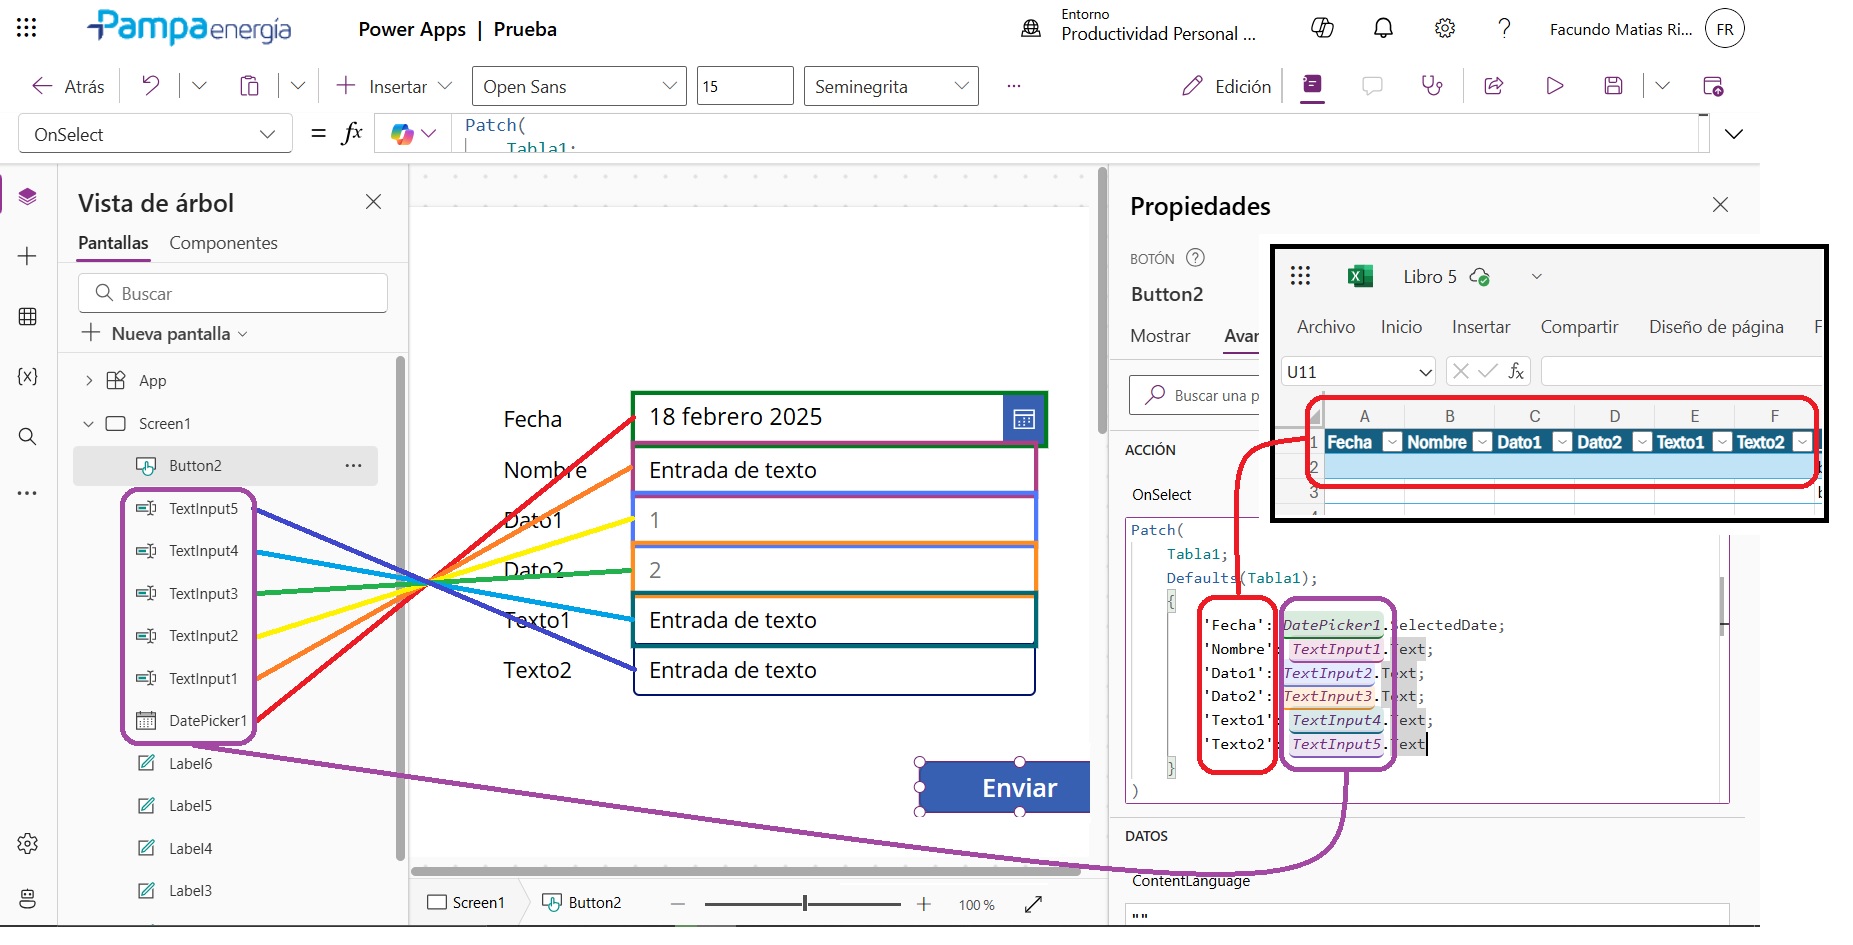 Pampa energía
Power Apps | Prueba
Entorno
Productividad Personal ...
Facundo Matias Ri...
FR
Atrás
Insertar
Open Sans
15
Seminegrita
...
Edición
OnSelect
= fx
Patch(
Tabla1;
Vista de árbol
Pantallas
Componentes
Buscar
Nueva pantalla
App
Screen1
Button2
...
TextInput5
TextInput4
TextInput3
TextInput2
TextInput1
DatePicker1
Label6
Label5
Label4
Label3
Fecha
18 febrero 2025
Nombre
Entrada de texto
Dato1
1
Dato2
2
Texto1
Entrada de texto
Texto2
Entrada de texto
Enviar
Screen1
Button2
100 %
Propiedades
BOTÓN ?
Button2
Mostrar
Avan
Buscar una p
ACCIÓN
OnSelect
Patch(
Tabla1;
Defaults(Tabla1);
{
'Fecha': DatePicker1.SelectedDate;
'Nombre': TextInput1.Text;
'Dato1': TextInput2.Text;
'Dato2': TextInput3.Text;
'Texto1': TextInput4.Text;
'Texto2': TextInput5.Text
}
)
DATOS
ContentLanguage
""
Libro 5
Archivo
Inicio
Insertar
Compartir
Diseño de página
F
U11
fx
A B C D E F
1 Fecha Nombre Dato1 Dato2 Texto1 Texto2
2
3